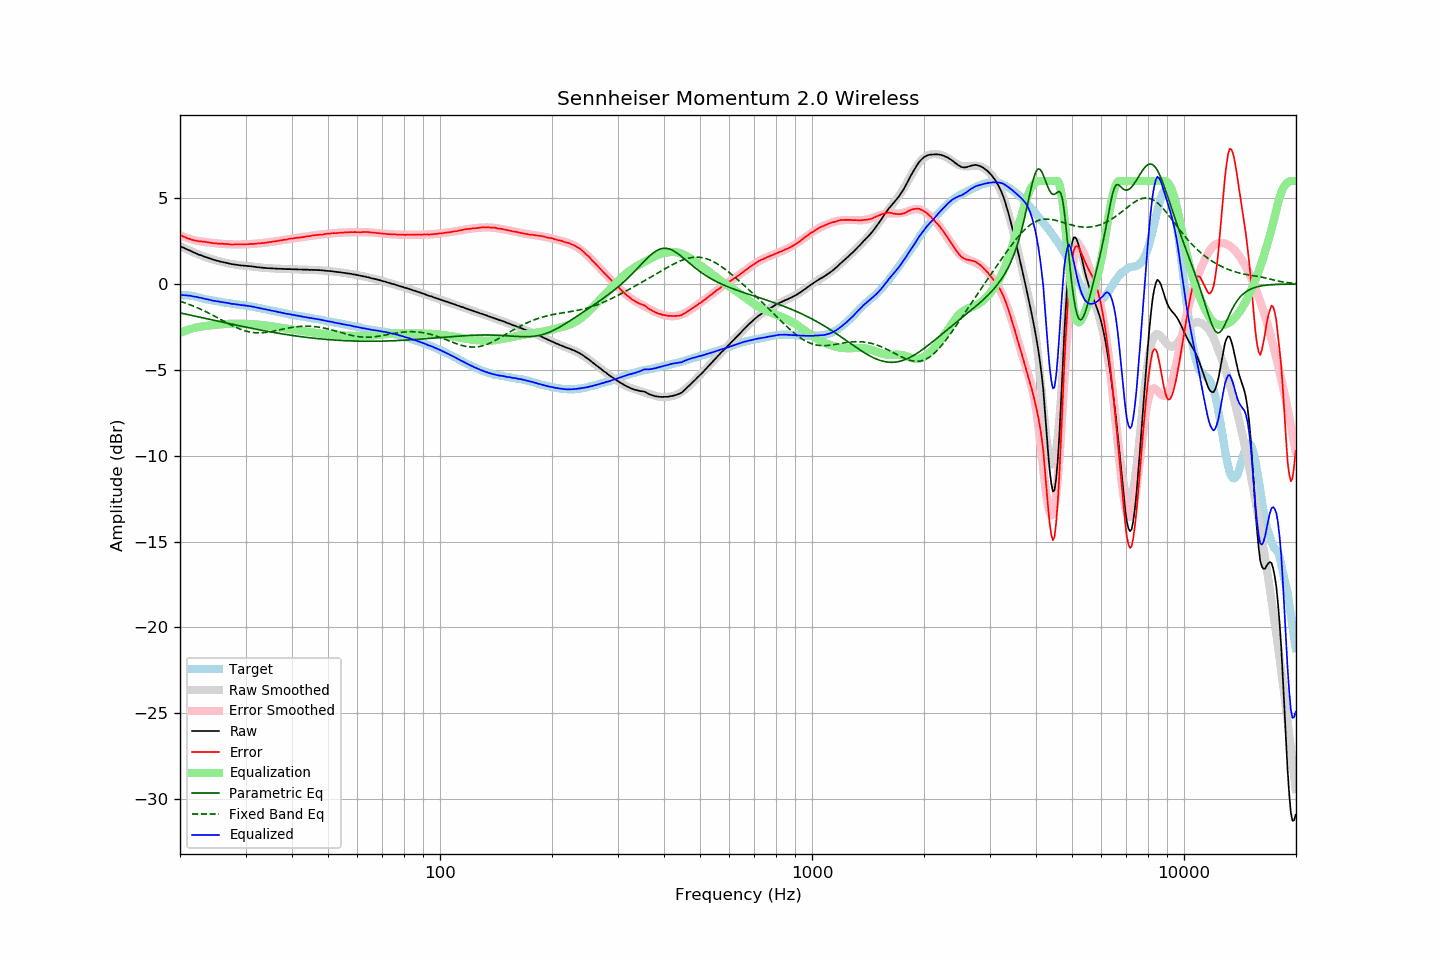 Sennheiser Momentum 2.0 Wireless
Amplitude (dBr)
5
0
−5
−10
−15
−20
−25
−30
Target
Raw Smoothed
Error Smoothed
Raw
Error
Equalization
Parametric Eq
Fixed Band Eq
Equalized
100
1000
10000
Frequency (Hz)